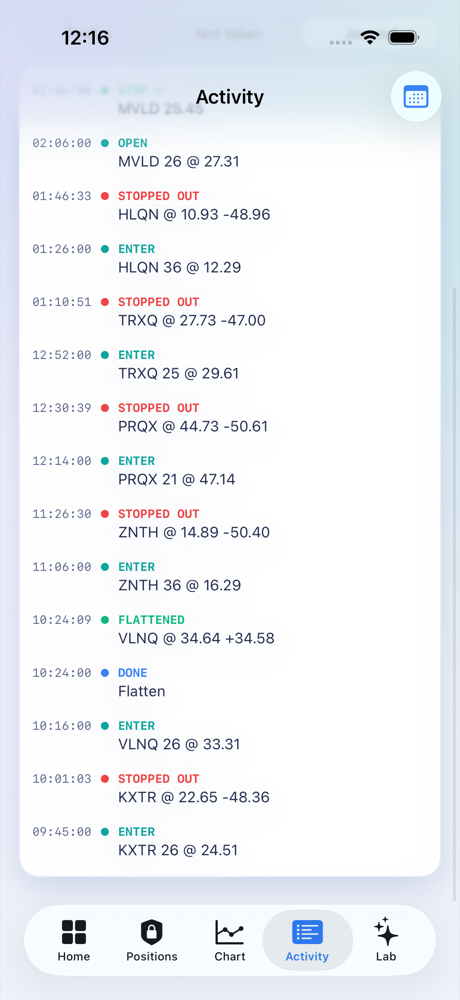 12:16
Not taken
Activity
MVLD 25.45
02:06:00 OPEN
MVLD 26 @ 27.31
01:46:33 STOPPED OUT
HLQN @ 10.93 -48.96
01:26:00 ENTER
HLQN 36 @ 12.29
01:10:51 STOPPED OUT
TRXQ @ 27.73 -47.00
12:52:00 ENTER
TRXQ 25 @ 29.61
12:30:39 STOPPED OUT
PRQX @ 44.73 -50.61
12:14:00 ENTER
PRQX 21 @ 47.14
11:26:30 STOPPED OUT
ZNTH @ 14.89 -50.40
11:06:00 ENTER
ZNTH 36 @ 16.29
10:24:09 FLATTENED
VLNQ @ 34.64 +34.58
10:24:00 DONE
Flatten
10:16:00 ENTER
VLNQ 26 @ 33.31
10:01:03 STOPPED OUT
KXTR @ 22.65 -48.36
09:45:00 ENTER
KXTR 26 @ 24.51
Home Positions Chart Activity Lab